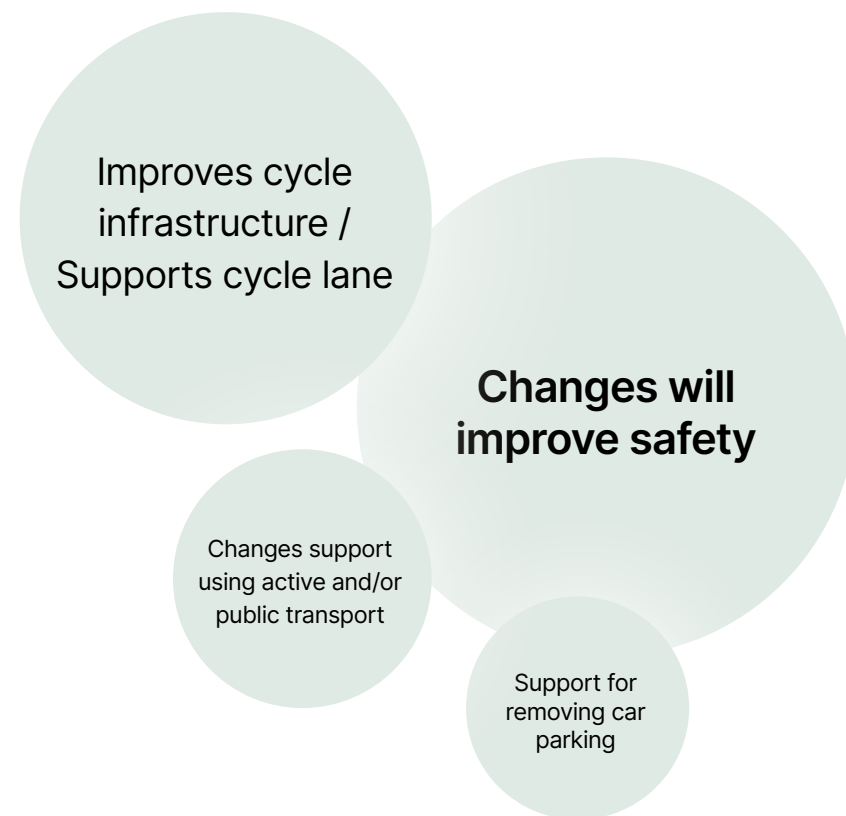 Improves cycle
infrastructure /
Supports cycle lane
Changes will
improve safety
Changes support
using active and/or
public transport
Support for
removing car
parking